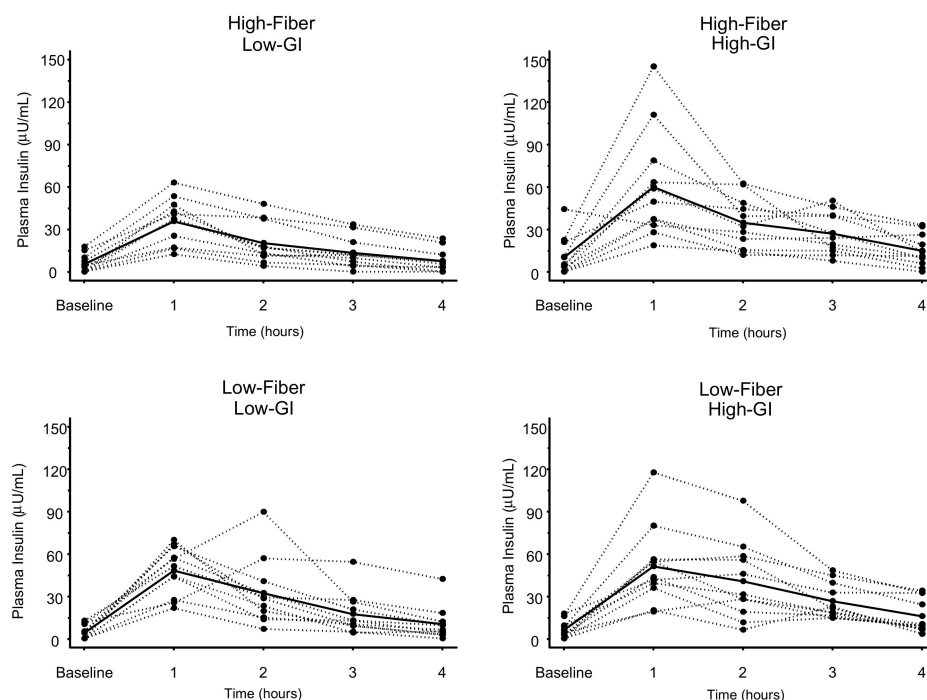 High-Fiber
Low-GI
Plasma Insulin (µU/mL)
150
120
90
60
30
0
Baseline 1 2 3 4
Time (hours)
High-Fiber
High-GI
Plasma Insulin (µU/mL)
150
120
90
60
30
0
Baseline 1 2 3 4
Time (hours)
Low-Fiber
Low-GI
Plasma Insulin (µU/mL)
150
120
90
60
30
0
Baseline 1 2 3 4
Time (hours)
Low-Fiber
High-GI
Plasma Insulin (µU/mL)
150
120
90
60
30
0
Baseline 1 2 3 4
Time (hours)